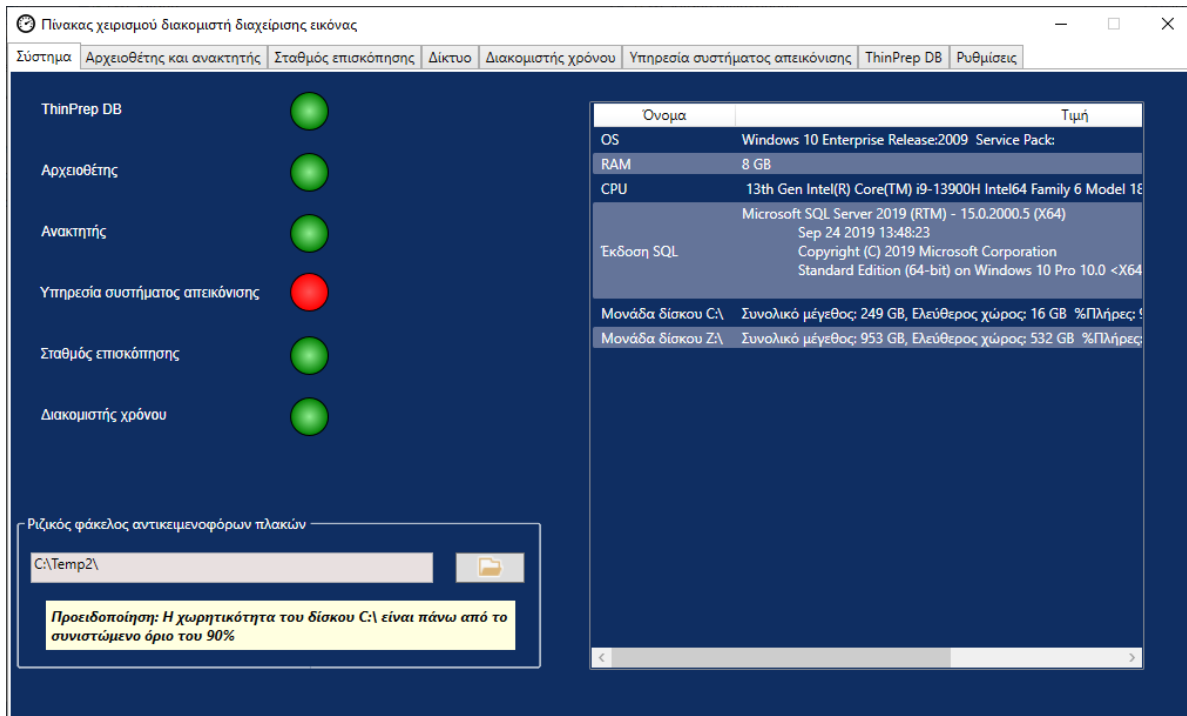 Πίνακας χειρισμού διακομιστή διαχείρισης εικόνας
Σύστημα Αρχειοθέτης και ανακτητής Σταθμός επισκόπησης Δίκτυο Διακομιστής χρόνου Υπηρεσία συστήματος απεικόνισης ThinPrep DB Ρυθμίσεις
ThinPrep DB
Αρχειοθέτης
Ανακτητής
Υπηρεσία συστήματος απεικόνισης
Σταθμός επισκόπησης
Διακομιστής χρόνου
Ριζικός φάκελος αντικειμενοφόρων πλακών
C:\Temp2\
Προειδοποίηση: Η χωρητικότητα του δίσκου C:\ είναι πάνω από το
συνιστώμενο όριο του 90%
Όνομα Τιμή
OS Windows 10 Enterprise Release:2009 Service Pack:
RAM 8 GB
CPU 13th Gen Intel(R) Core(TM) i9-13900H Intel64 Family 6 Model 18
Microsoft SQL Server 2019 (RTM) - 15.0.2000.5 (X64)
Sep 24 2019 13:48:23
Έκδοση SQL Copyright (C) 2019 Microsoft Corporation
Standard Edition (64-bit) on Windows 10 Pro 10.0 <X64
Μονάδα δίσκου C:\ Συνολικό μέγεθος: 249 GB, Ελεύθερος χώρος: 16 GB %Πλήρες:
Μονάδα δίσκου Z:\ Συνολικό μέγεθος: 953 GB, Ελεύθερος χώρος: 532 GB %Πλήρες: